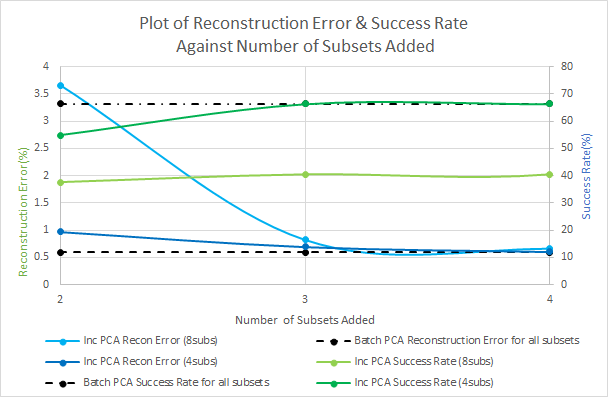 Plot of Reconstruction Error & Success Rate
Against Number of Subsets Added
4
3.5
3
2.5
2
1.5
1
0.5
0
Reconstruction Error(%)
80
70
60
50
40
30
20
10
0
Success Rate(%)
2 3 4
Number of Subsets Added
Inc PCA Recon Error (8subs) Batch PCA Reconstruction Error for all subsets
Inc PCA Recon Error (4subs) Inc PCA Success Rate (8subs)
Batch PCA Success Rate for all subsets Inc PCA Success Rate (4subs)